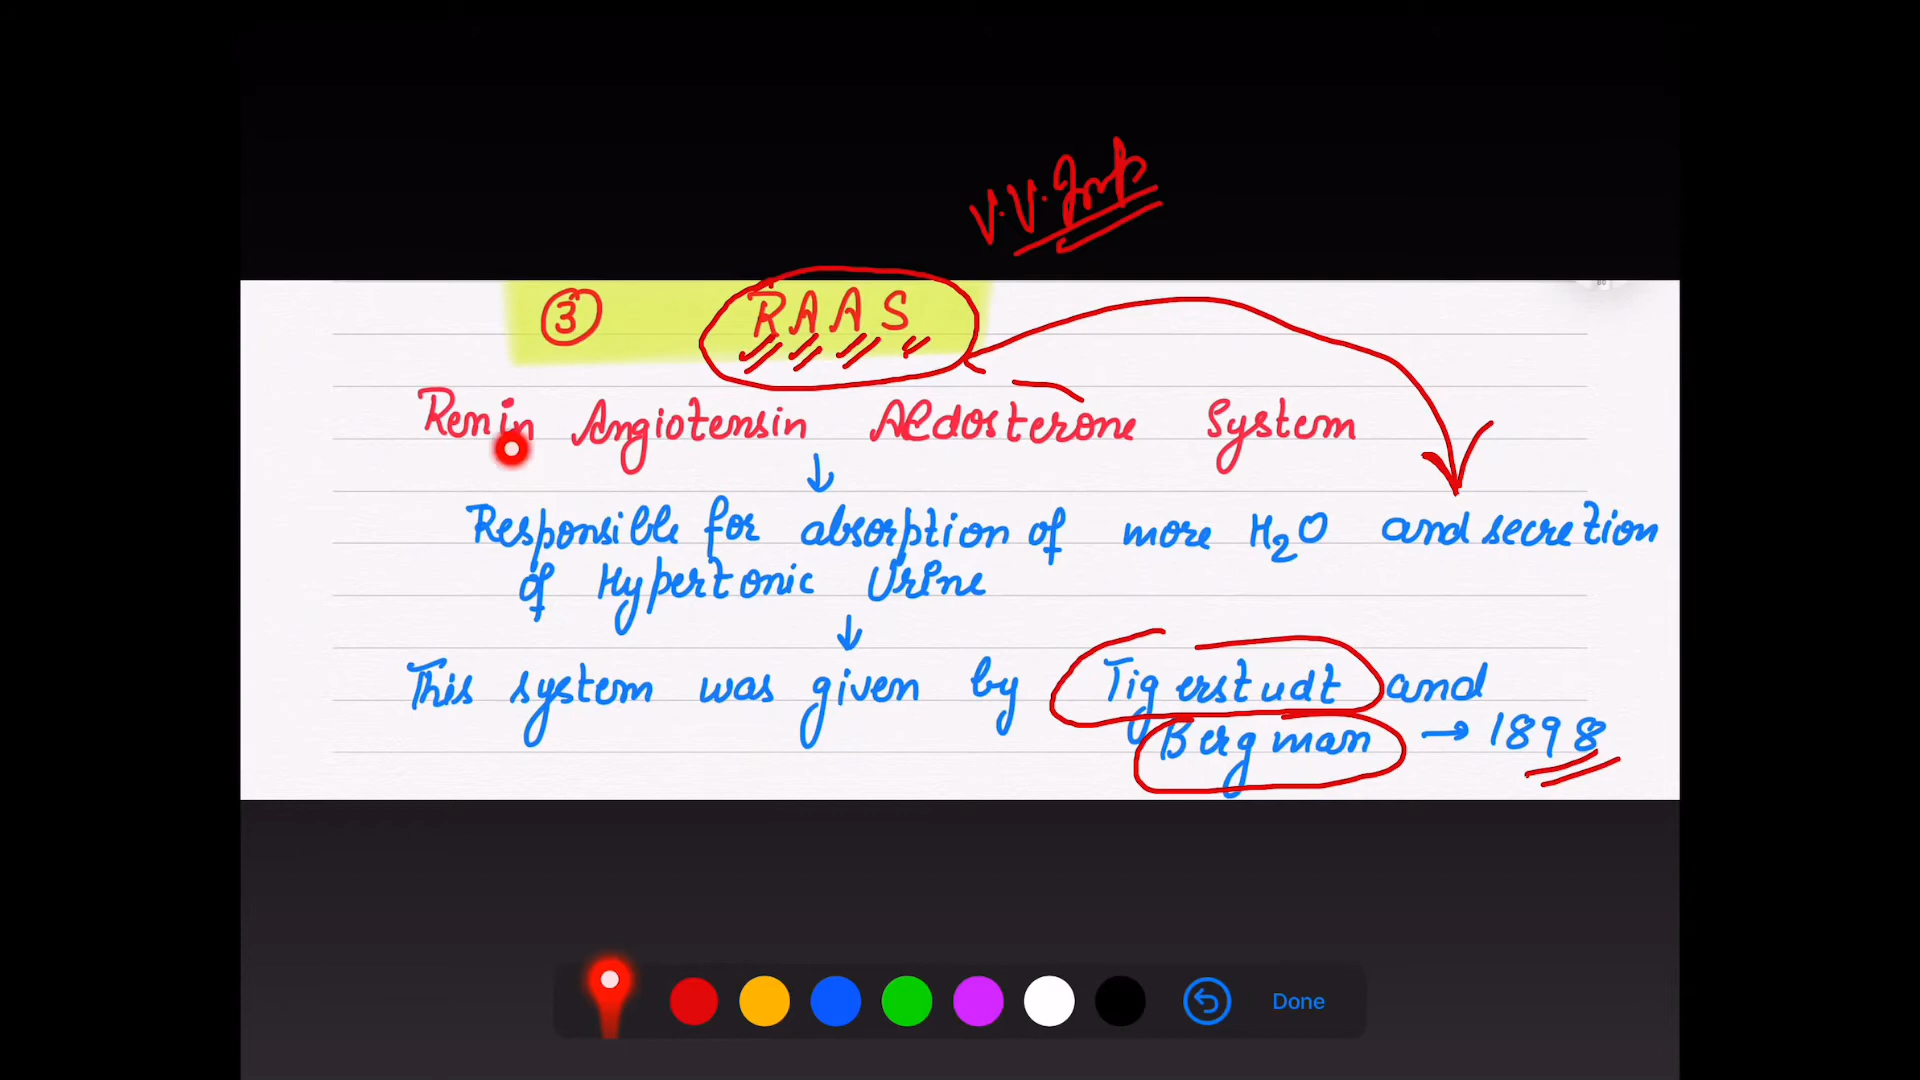 V.V. Imp
③ RAAS
Renin Angiotensin Aldosterone System
↓
Responsible for absorption of more H₂O and secretion
of Hypertonic Urine
↓
This system was given by Tigerstudt and
Bergman → 1898
Done